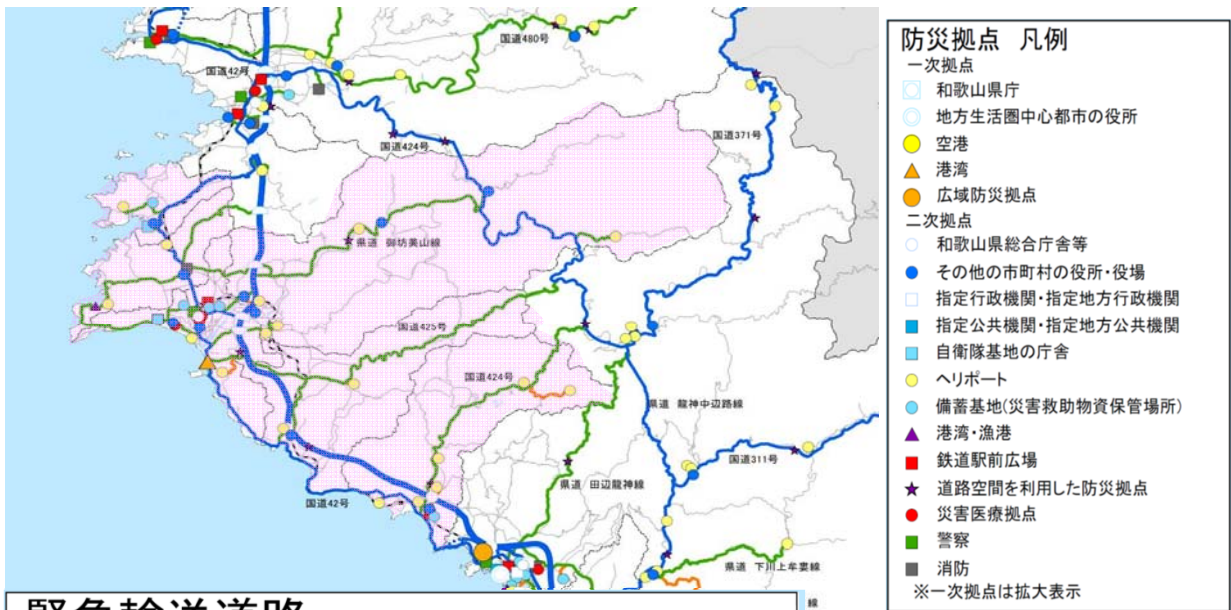 国道480号
国道42号
国道371号
国道424号
県道 御坊美山線
国道425号
国道424号
県道 龍神中辺路線
国道311号
県道 田辺龍神線
国道42号
県道 下川上牟婁線
線
緊急輸送道路
防災拠点 凡例
一次拠点
和歌山県庁
地方生活圏中心都市の役所
空港
港湾
広域防災拠点
二次拠点
和歌山県総合庁舎等
その他の市町村の役所・役場
指定行政機関・指定地方行政機関
指定公共機関・指定地方公共機関
自衛隊基地の庁舎
ヘリポート
備蓄基地(災害救助物資保管場所)
港湾・漁港
鉄道駅前広場
道路空間を利用した防災拠点
災害医療拠点
警察
消防
※一次拠点は拡大表示